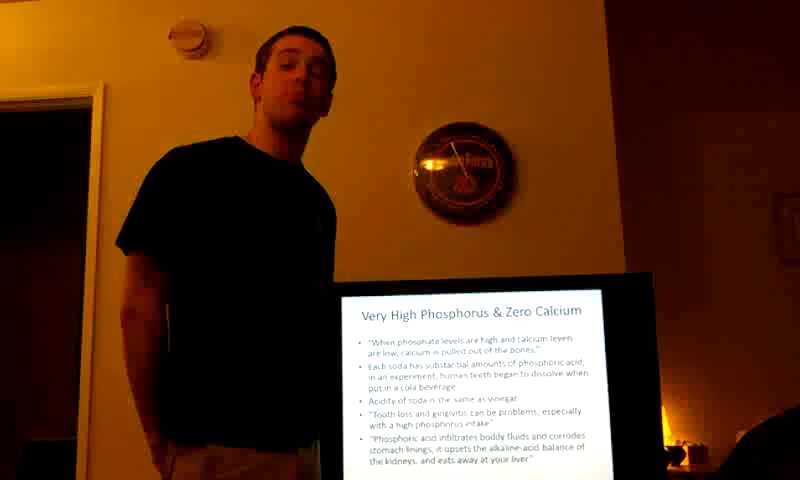 Very High Phosphorus & Zero Calcium
• "When phosphate levels are high and calcium levels
are low, calcium is pulled out of the bones."
• Each soda has substantial amounts of phosphoric acid;
in an experiment, human teeth began to dissolve when
put in a cola beverage
• Acidity of soda is the same as vinegar
• "Tooth loss and gingivitis can be problems, especially
with a high phosphorus intake"
• "Phosphoric acid infiltrates bodily fluids and corrodes
stomach linings, it upsets the alkaline-acid balance of
the kidneys, and eats away at your liver"